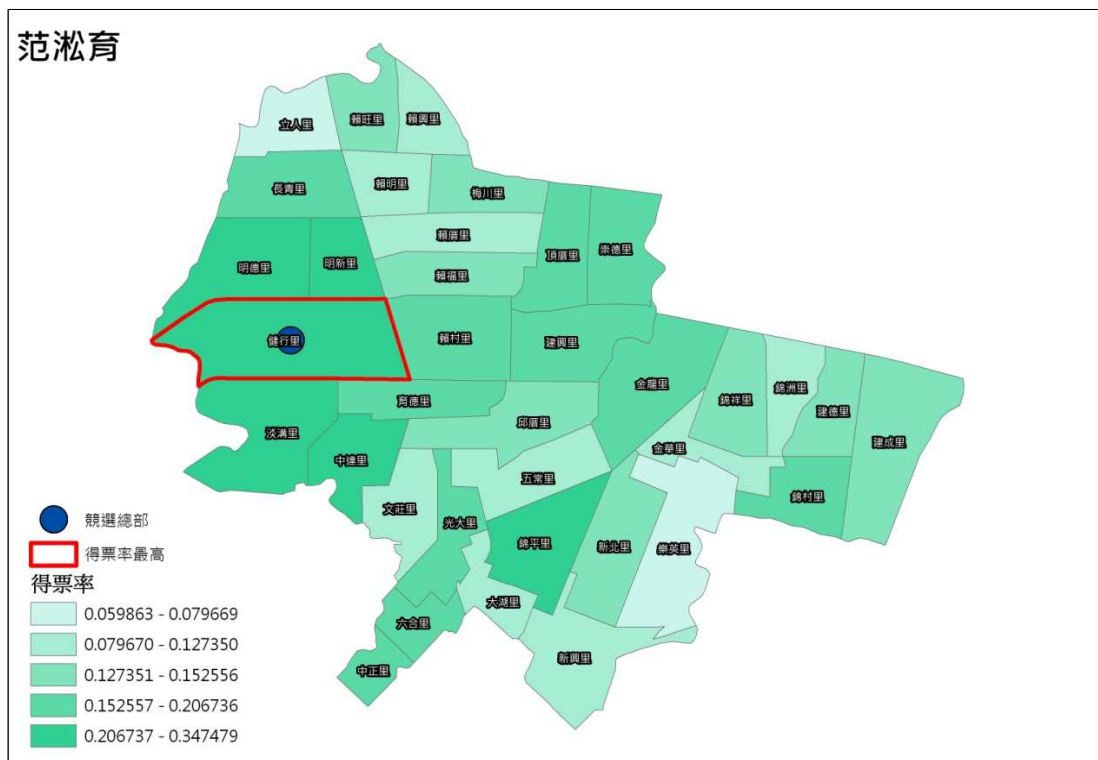 范淞育
立人里
賴旺里
賴興里
長青里
賴明里
梅川里
賴厝里
頂厝里
崇德里
明德里
明新里
賴福里
健行里
賴村里
建興里
育德里
金龍里
錦祥里
錦洲里
建德里
建成里
淡溝里
中達里
邱厝里
金華里
五常里
文莊里
光大里
錦平里
新北里
樂英里
錦村里
大湖里
六合里
中正里
新興里
競選總部
得票率最高
得票率
0.059863 - 0.079669
0.079670 - 0.127350
0.127351 - 0.152556
0.152557 - 0.206736
0.206737 - 0.347479